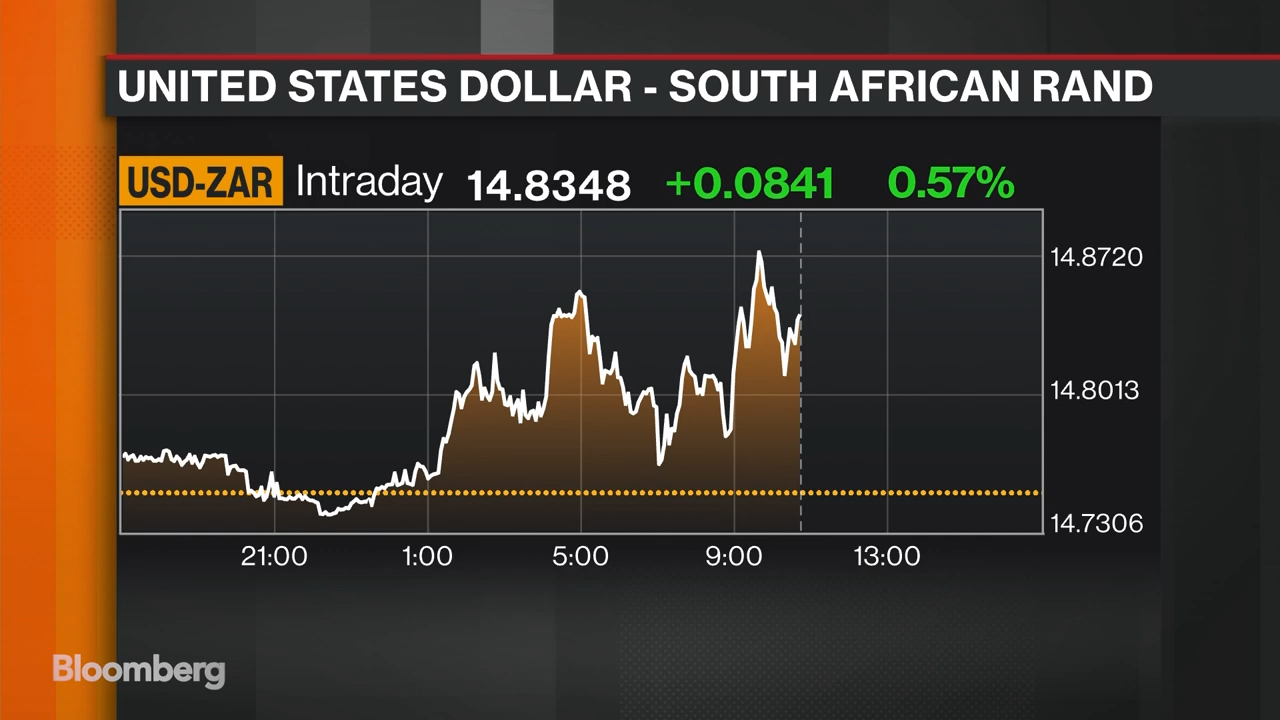 UNITED STATES DOLLAR - SOUTH AFRICAN RAND
USD-ZAR Intraday 14.8348 +0.0841 0.57%
14.8720
14.8013
14.7306
21:00 1:00 5:00 9:00 13:00
Bloomberg